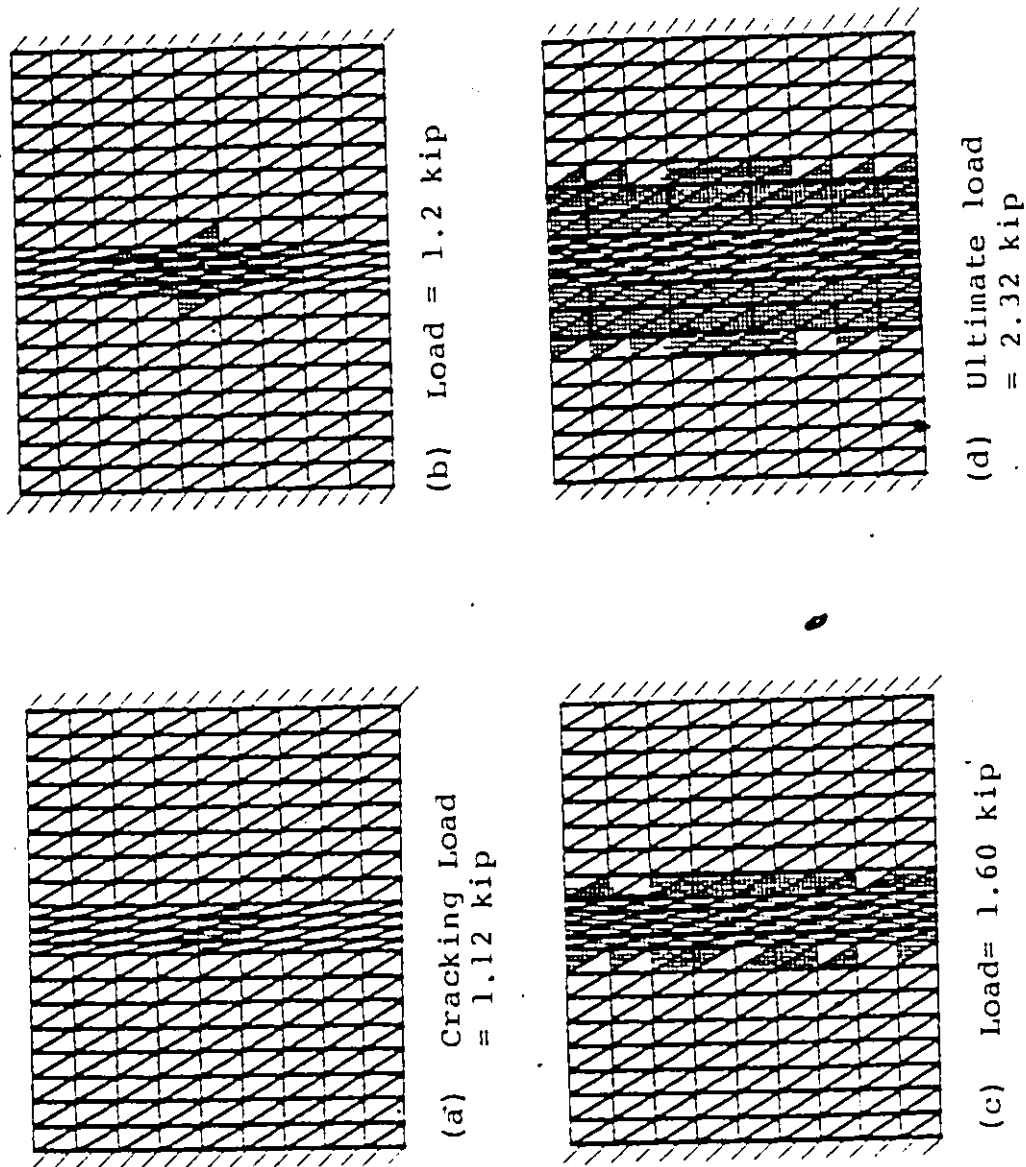 (a) Cracking Load
= 1.12 kip
(b) Load = 1.2 kip
(c) Load= 1.60 kip
(d) Ultimate load
= 2.32 kip